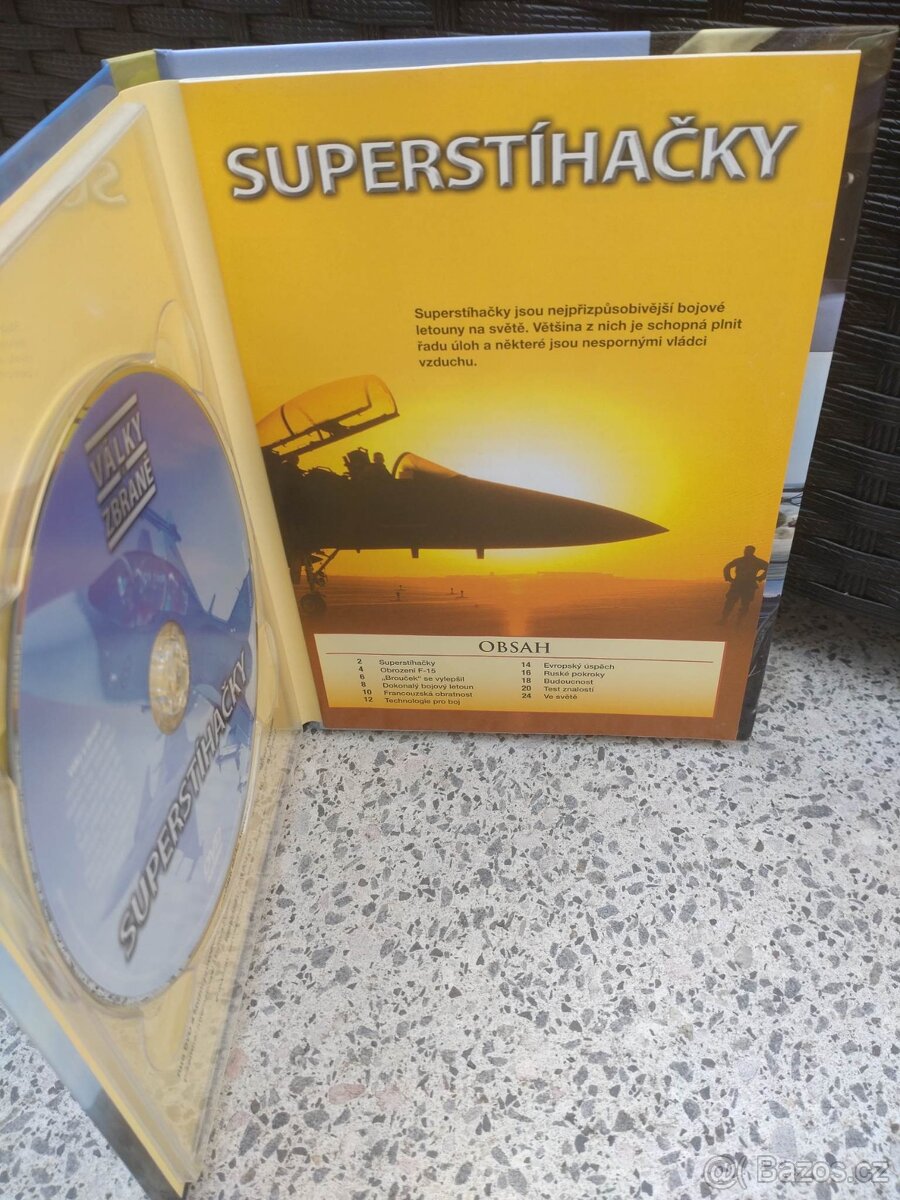 SUPERSTÍHAČKY
Superstíhačky jsou nejpřizpůsobivější bojové
letouny na světě. Většina z nich je schopná plnit
řadu úloh a některé jsou nespornými vládci
vzduchu.
OBSAH
2 Superstíhačky
4 Obrození F-15
6 „Brouček“ se vylepšil
8 Dokonalý bojový letoun
10 Francouzská obratnost
12 Technologie pro boj
14 Evropský úspěch
16 Ruské pokroky
18 Budoucnost
20 Test znalostí
24 Ve světě
VÁLKY
ZBRANĚ
SUPERSTÍHAČKY
@ Bazos.cz